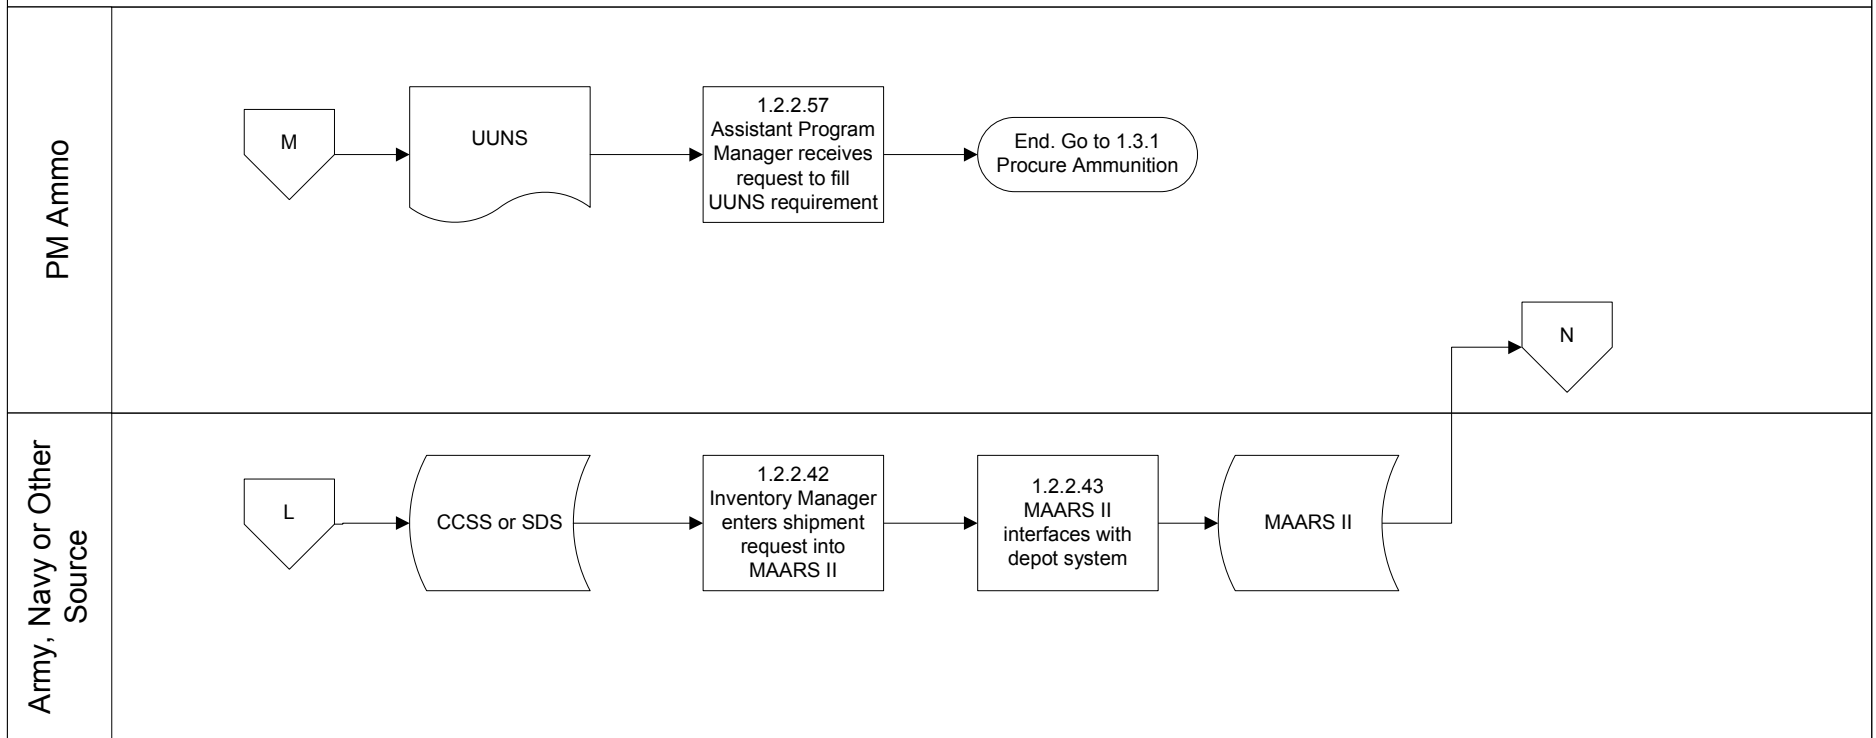 PM Ammo
M
UUNS
1.2.2.57
Assistant Program
Manager receives
request to fill
UUNS requirement
End. Go to 1.3.1
Procure Ammunition
N
Army, Navy or Other
Source
L
CCSS or SDS
1.2.2.42
Inventory Manager
enters shipment
request into
MAARS II
1.2.2.43
MAARS II
interfaces with
depot system
MAARS II